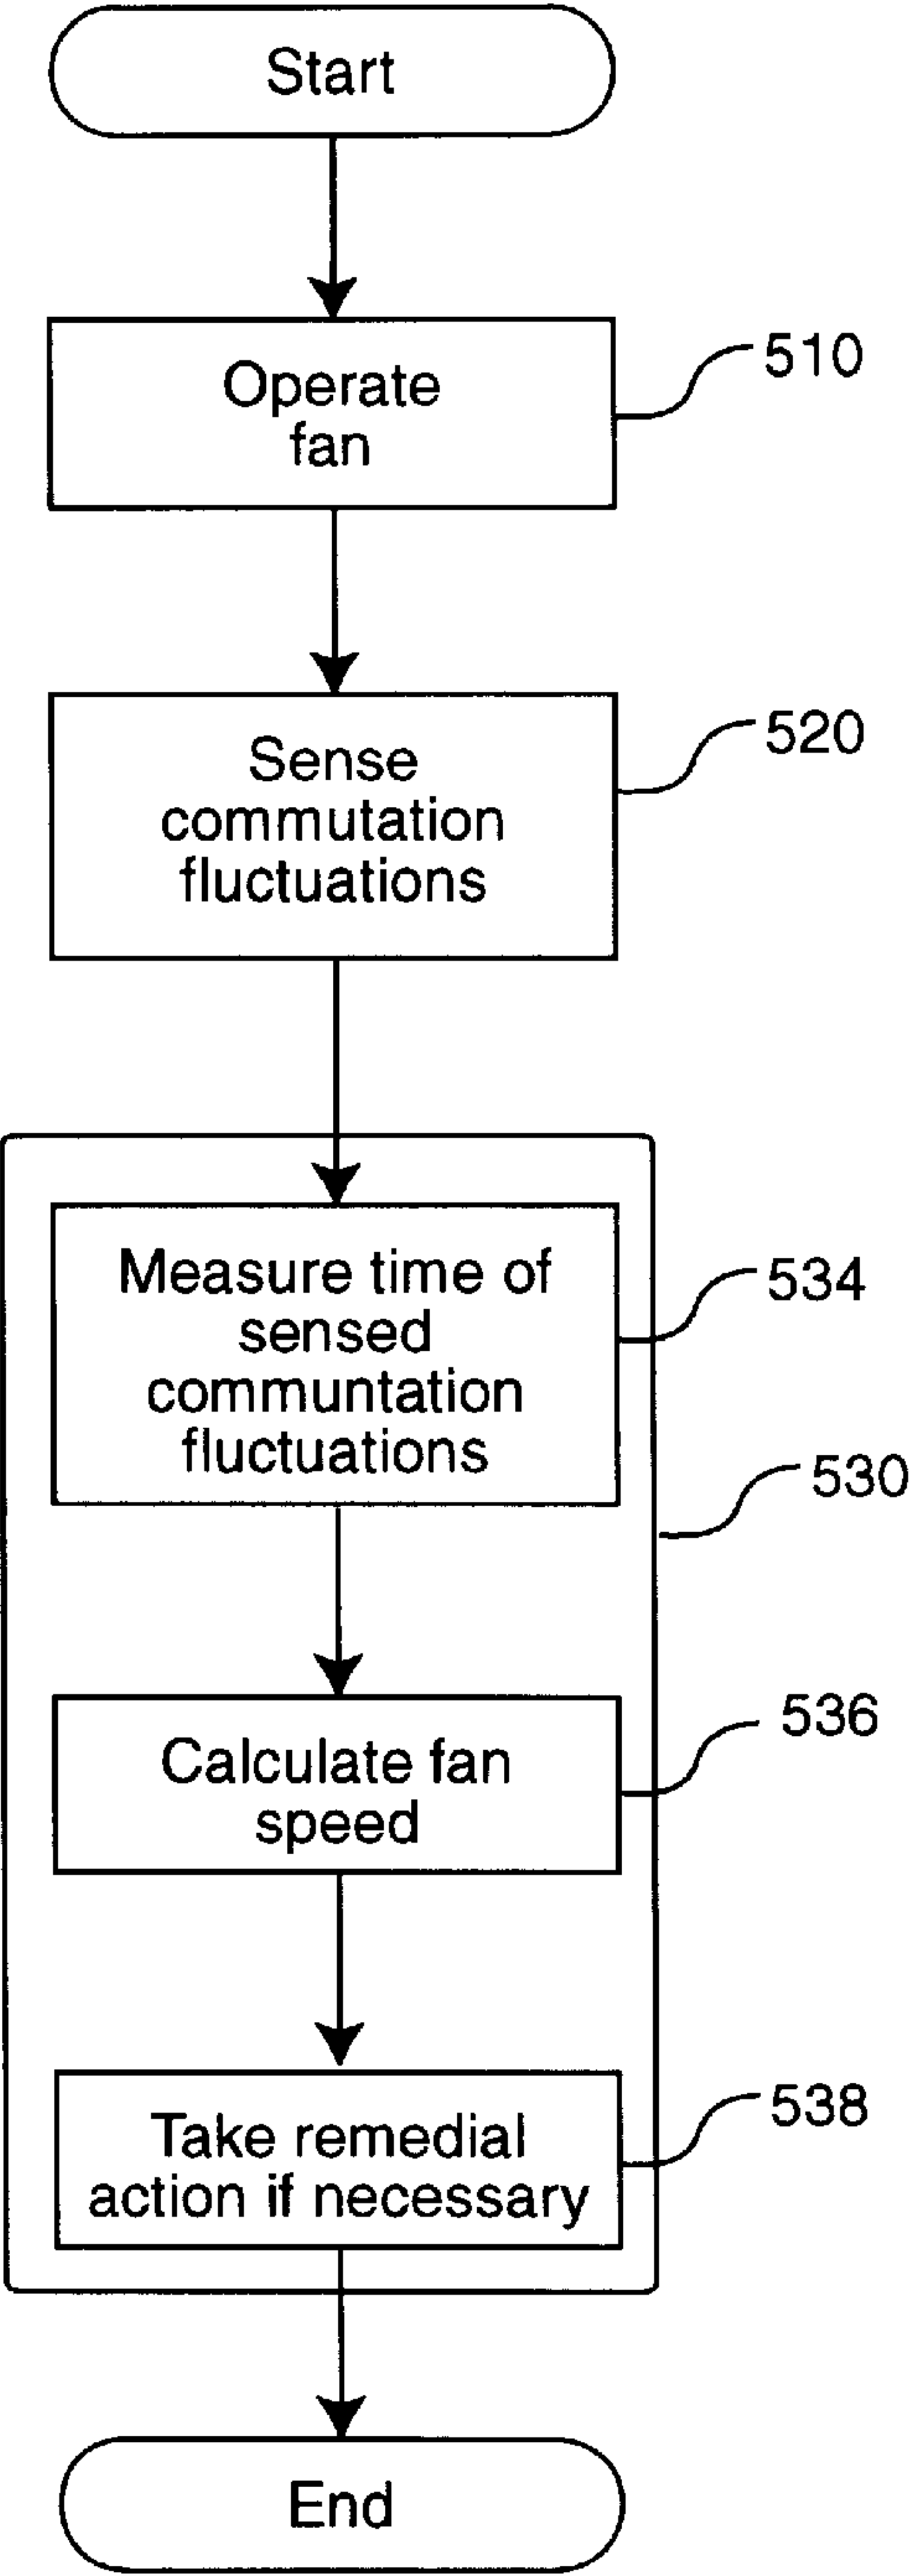 Start
Operate
fan
510
Sense
commutation
fluctuations
520
Measure time of
sensed
communtation
fluctuations
534
530
Calculate fan
speed
536
Take remedial
action if necessary
538
End